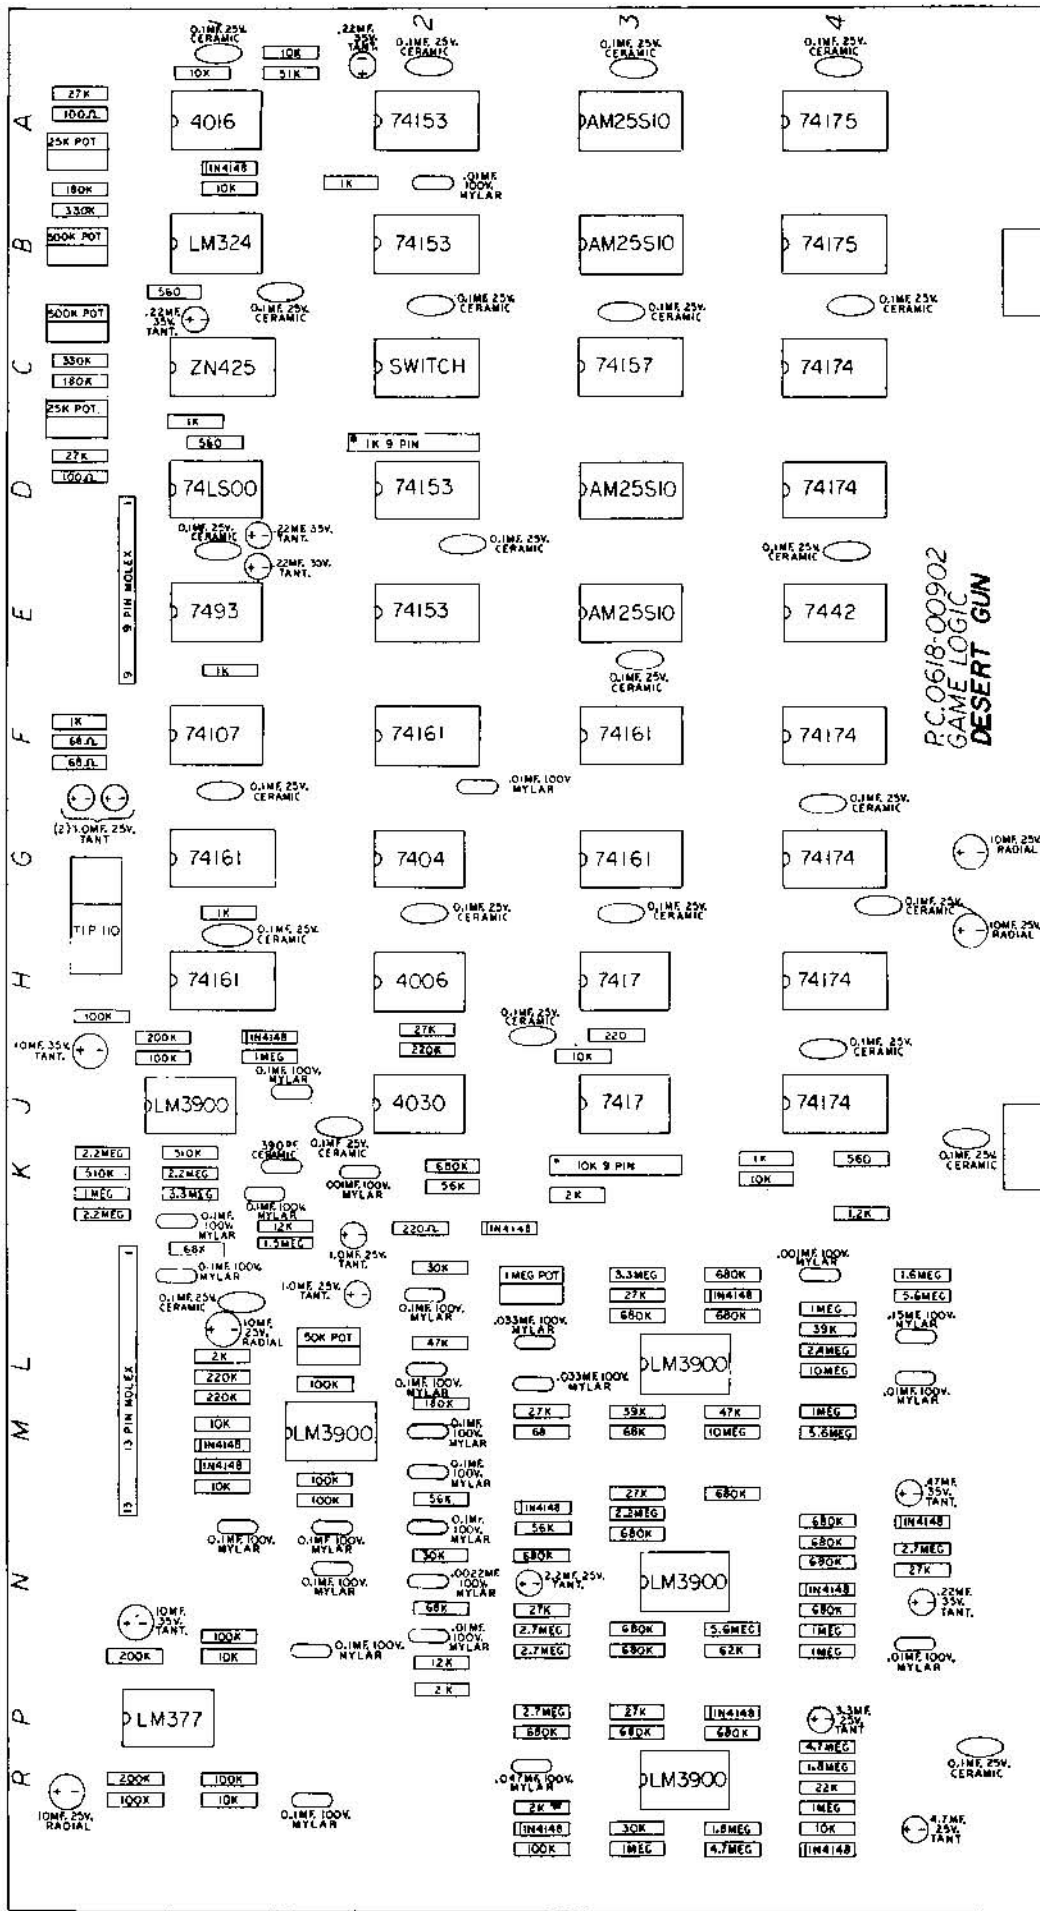 1
2
3
4
0.1MF. 25V.
CERAMIC
10K
.22MF.
35V.
TANT.
0.1MF. 25V.
CERAMIC
0.1MF. 25V.
CERAMIC
0.1MF. 25V.
CERAMIC
10K
51K
27K
100Ω
25K POT
A
4016
74153
AM25S10
74175
1N4148
10K
1K
.01MF.
100V.
MYLAR
180K
330K
500K POT
B
LM324
74153
AM25S10
74175
560
0.1MF. 25V.
CERAMIC
0.1MF. 25V.
CERAMIC
0.1MF. 25V.
CERAMIC
0.1MF. 25V.
CERAMIC
.22MF.
35V.
TANT.
500K POT
330K
180K
C
ZN425
SWITCH
74157
74174
25K POT.
1K
560
1K 9 PIN
27K
100Ω
D
74LS00
74153
AM25S10
74174
0.1MF. 25V.
CERAMIC
.22MF. 35V.
TANT.
.22MF. 35V.
TANT.
0.1MF. 25V.
CERAMIC
0.1MF. 25V.
CERAMIC
1
9 PIN MOLEX
9
E
7493
74153
AM25S10
7442
P.C. 0618-00902
GAME LOGIC
DESERT GUN
1K
0.1MF. 25V.
CERAMIC
1K
68Ω
68Ω
F
74107
74161
74161
74174
0.1MF. 25V.
CERAMIC
.01MF. 100V
MYLAR
0.1MF. 25V.
CERAMIC
(2) 1.0MF. 25V.
TANT
G
74161
7404
74161
74174
10MF. 25V.
RADIAL
TIP 110
1K
0.1MF. 25V.
CERAMIC
0.1MF. 25V.
CERAMIC
0.1MF. 25V.
CERAMIC
0.1MF. 25V.
CERAMIC
10MF. 25V.
RADIAL
H
74161
4006
7417
74174
100K
10MF. 35V.
TANT.
200K
100K
1N4148
1MEG
27K
220K
0.1MF. 25V.
CERAMIC
220
10K
0.1MF. 25V.
CERAMIC
0.1MF. 100V.
MYLAR
J
LM3900
4030
7417
74174
0.1MF. 25V.
CERAMIC
0.1MF. 25V.
CERAMIC
K
2.2MEG
510K
1MEG
2.2MEG
510K
2.2MEG
3.3MEG
390PF
CERAMIC
.001MF. 100V.
MYLAR
680K
56K
10K 9 PIN
2K
1K
10K
560
1.2K
0.1MF.
100V.
MYLAR
0.1MF. 100V.
MYLAR
12K
1.5MEG
1.0MF. 25V.
TANT.
220Ω
1N4148
68K
0.1MF. 100V.
MYLAR
1.0MF. 25V.
TANT.
30K
1 MEG POT
3.3MEG
27K
680K
680K
1N4148
680K
.001MF. 100V.
MYLAR
1.6MEG
5.6MEG
0.1MF. 25V.
CERAMIC
10MF.
25V.
RADIAL
0.1MF. 100V.
MYLAR
.033MF. 100V.
MYLAR
1MEG
39K
2.4MEG
10MEG
.15MF. 100V.
MYLAR
1
13 PIN MOLEX
13
L
2K
220K
220K
50K POT
100K
47K
0.1MF. 100V.
MYLAR
.033MF. 100V.
MYLAR
LM3900
.01MF. 100V.
MYLAR
M
10K
1N4148
1N4148
10K
LM3900
180K
0.1MF.
100V.
MYLAR
27K
68
39K
68K
47K
10MEG
1MEG
5.6MEG
100K
100K
0.1MF.
100V.
MYLAR
56K
1N4148
56K
680K
27K
2.2MEG
680K
680K
.47MF.
35V.
TANT.
0.1MF. 100V.
MYLAR
0.1MF. 100V.
MYLAR
0.1MF.
100V.
MYLAR
680K
680K
680K
1N4148
2.7MEG
27K
N
0.1MF. 100V.
MYLAR
30K
.0022MF.
100V.
MYLAR
2.2MF. 25V.
TANT.
LM3900
1N4148
680K
1MEG
1MEG
.22MF.
35V.
TANT.
10MF.
35V.
TANT.
200K
100K
10K
0.1MF. 100V.
MYLAR
68K
.01MF.
100V.
MYLAR
12K
2K
27K
2.7MEG
2.7MEG
680K
680K
5.6MEG
62K
.01MF. 100V.
MYLAR
P
LM377
2.7MEG
680K
27K
680K
1N4148
680K
3.3MF.
25V.
TANT
R
10MF. 25V.
RADIAL
200K
100K
100K
10K
0.1MF. 100V.
MYLAR
.047MF. 100V.
MYLAR
2K
1N4148
100K
LM3900
30K
1MEG
1.8MEG
4.7MEG
4.7MEG
1.8MEG
22K
1MEG
10K
1N4148
0.1MF. 25V.
CERAMIC
4.7MF.
25V.
TANT